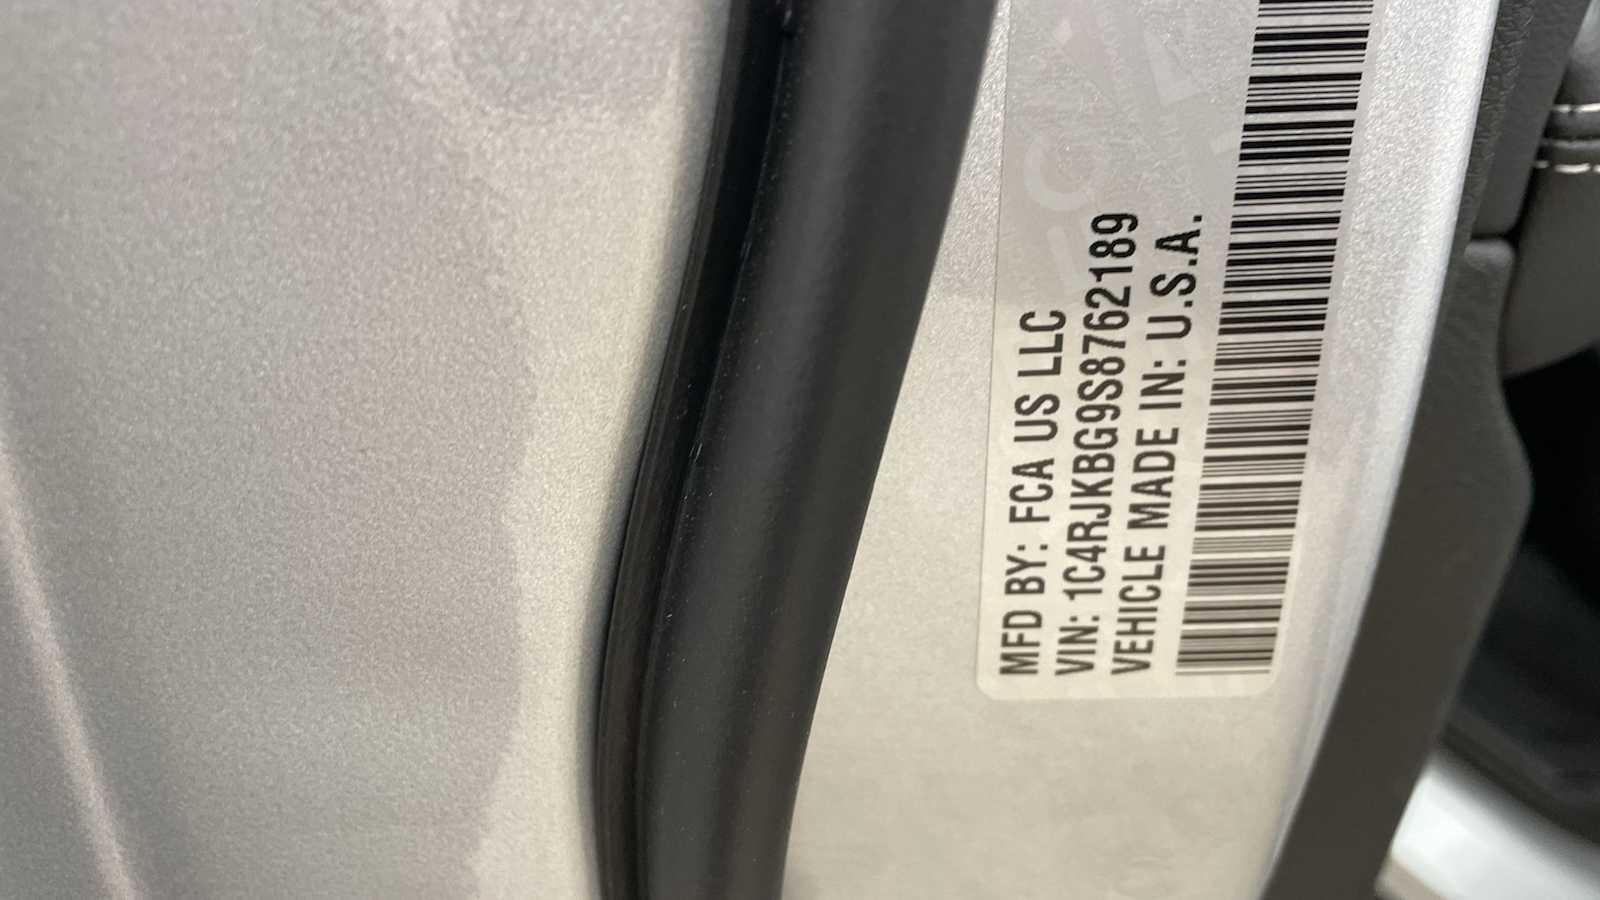 MFD BY: FCA US LLC
VIN: 1C4RJKBG9S8762189
VEHICLE MADE IN: U.S.A.